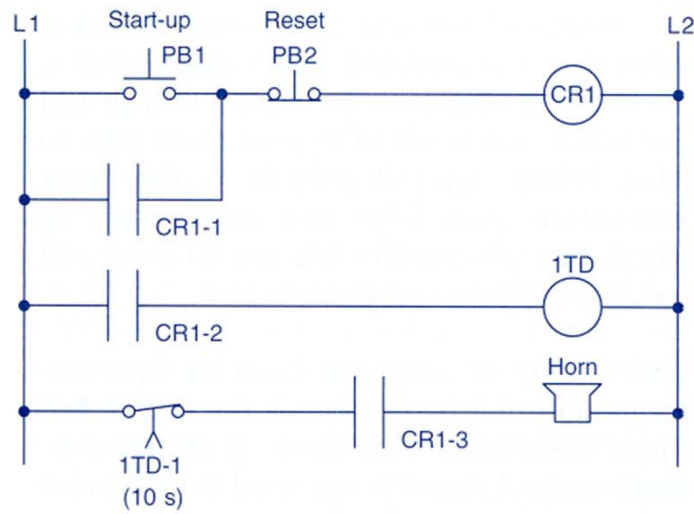 L1
Start-up
Reset
L2
PB1
PB2
CR1
CR1-1
1TD
CR1-2
Horn
CR1-3
1TD-1
(10 s)